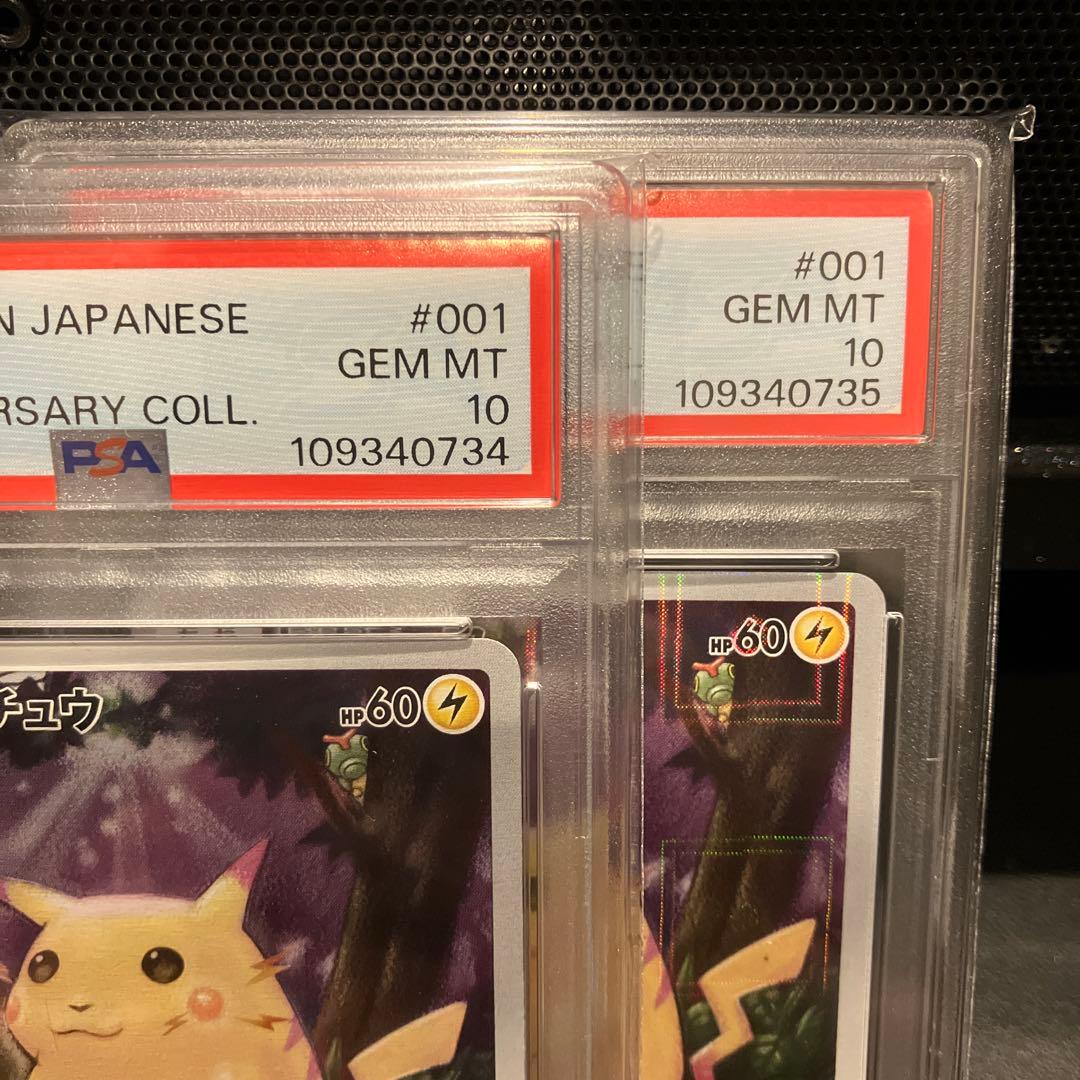 N JAPANESE #001
GEM MT
RSARY COLL. 10
PSA 109340734
#001
GEM MT
10
109340735
チュウ HP60
HP60